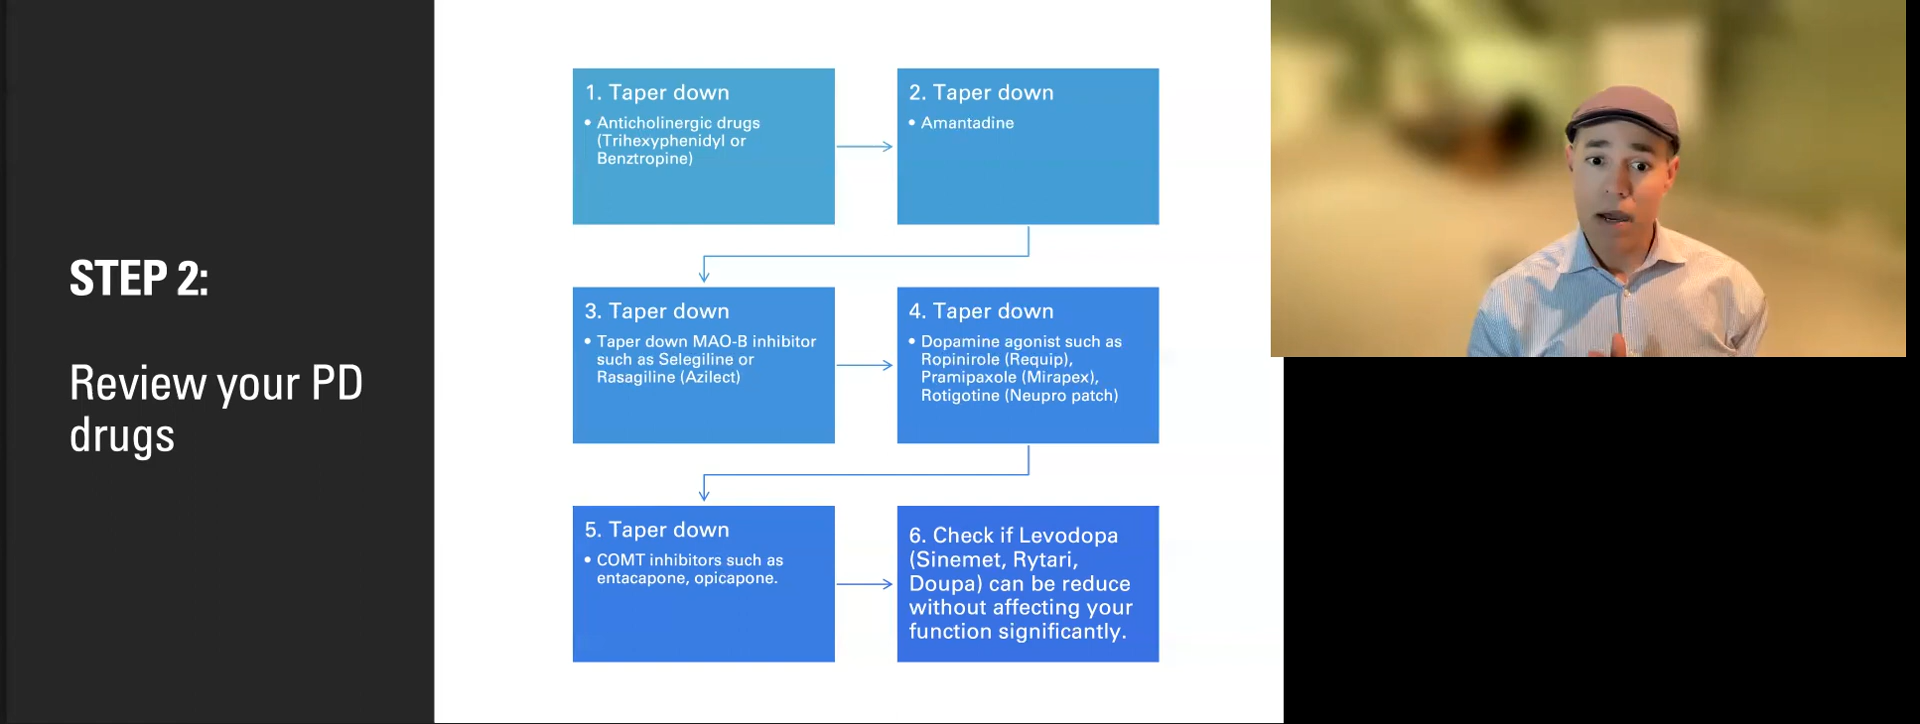 STEP 2:
Review your PD
drugs
1. Taper down
• Anticholinergic drugs
(Trihexyphenidyl or
Benztropine)
2. Taper down
• Amantadine
3. Taper down
• Taper down MAO-B inhibitor
such as Selegiline or
Rasagiline (Azilect)
4. Taper down
• Dopamine agonist such as
Ropinirole (Requip),
Pramipaxole (Mirapex),
Rotigotine (Neupro patch)
5. Taper down
• COMT inhibitors such as
entacapone, opicapone.
6. Check if Levodopa
(Sinemet, Rytari,
Doupa) can be reduce
without affecting your
function significantly.